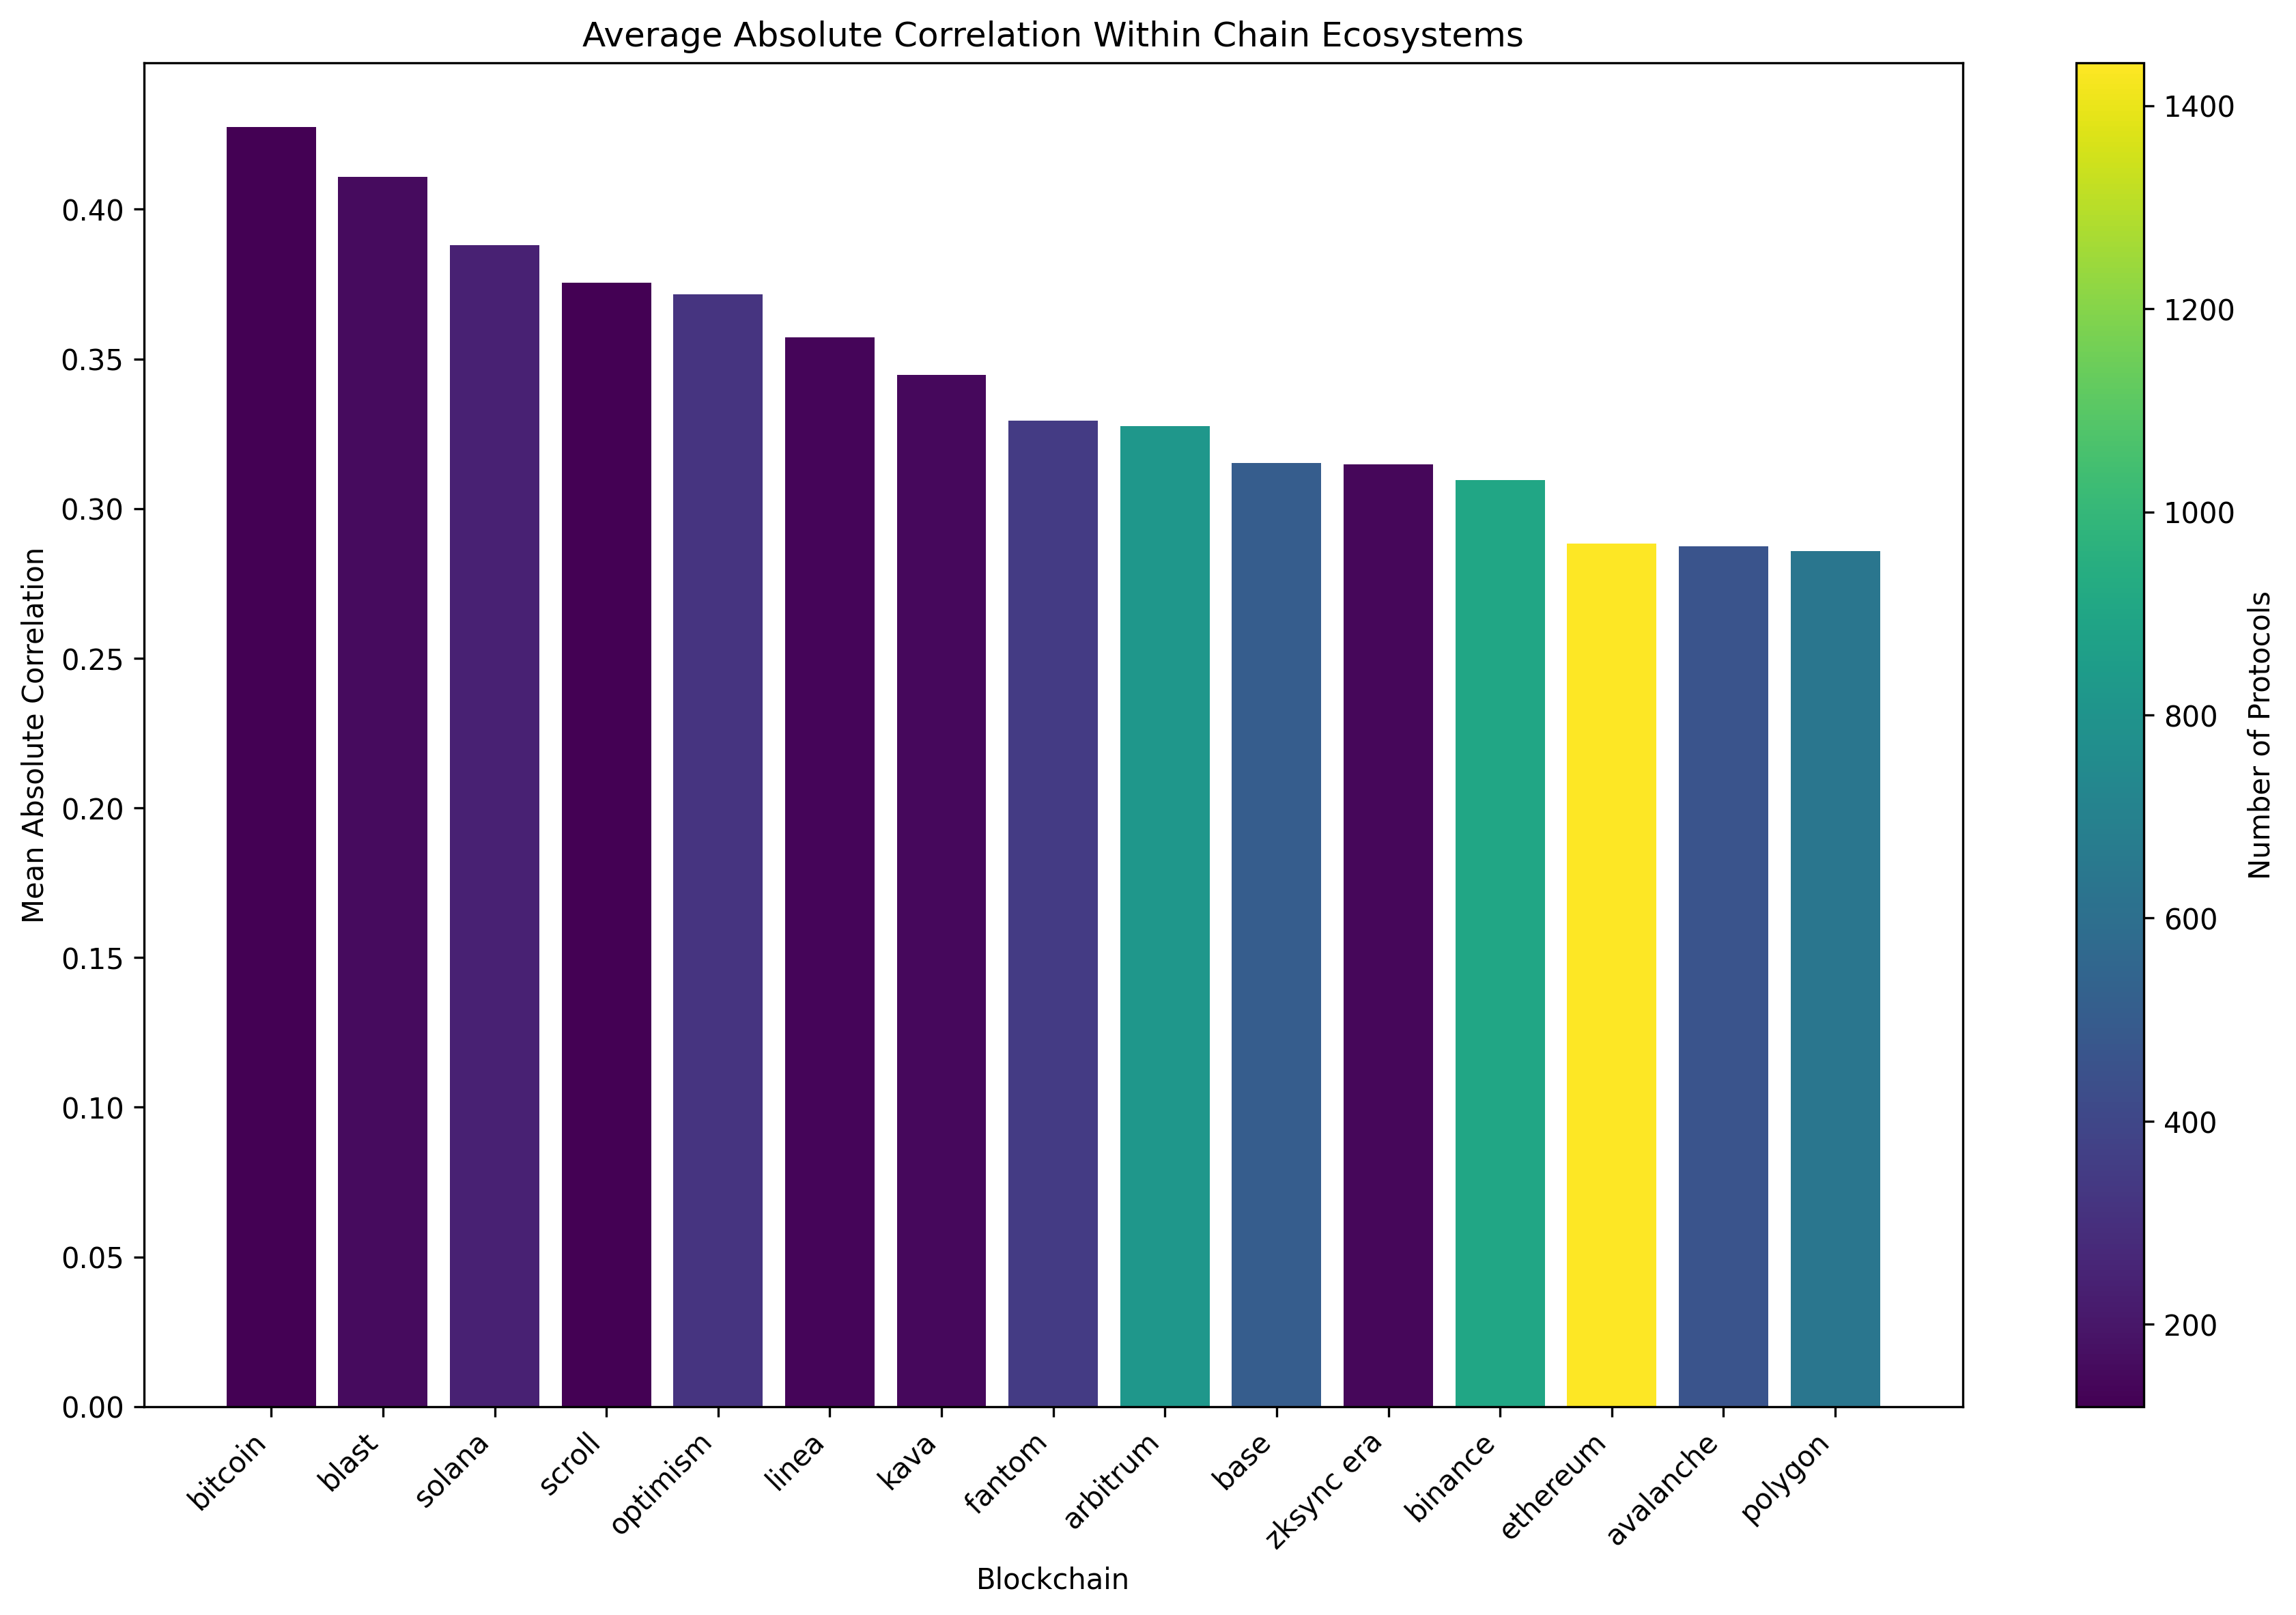 Average Absolute Correlation Within Chain Ecosystems
Mean Absolute Correlation
0.40
0.35
0.30
0.25
0.20
0.15
0.10
0.05
0.00
bitcoin
blast
solana
scroll
optimism
linea
kava
fantom
arbitrum
base
zksync era
binance
ethereum
avalanche
polygon
Blockchain
1400
1200
1000
800
600
400
200
Number of Protocols